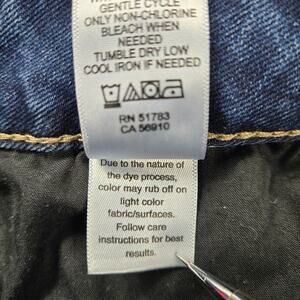 GENTLE CYCLE
ONLY NON-CHLORINE
BLEACH WHEN
NEEDED
TUMBLE DRY LOW
COOL IRON IF NEEDED
RN 51783
CA 56910
Due to the nature of
the dye process,
color may rub off on
light color
fabric/surfaces.
Follow care
instructions for best
results.